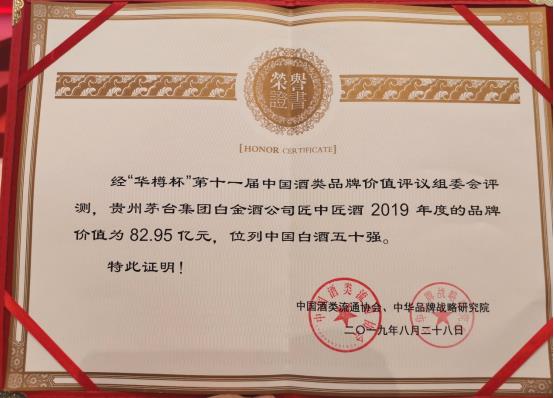 榮譽
證書
[HONOR CERTIFICATE]
经“华樽杯”第十一届中国酒类品牌价值评议组委会评
测，贵州茅台集团白金酒公司匠中匠酒 2019 年度的品牌
价值为 82.95 亿元，位列中国白酒五十强。
特此证明！
中国酒类流通协会、中华品牌战略研究院
二〇一九年八月二十八日